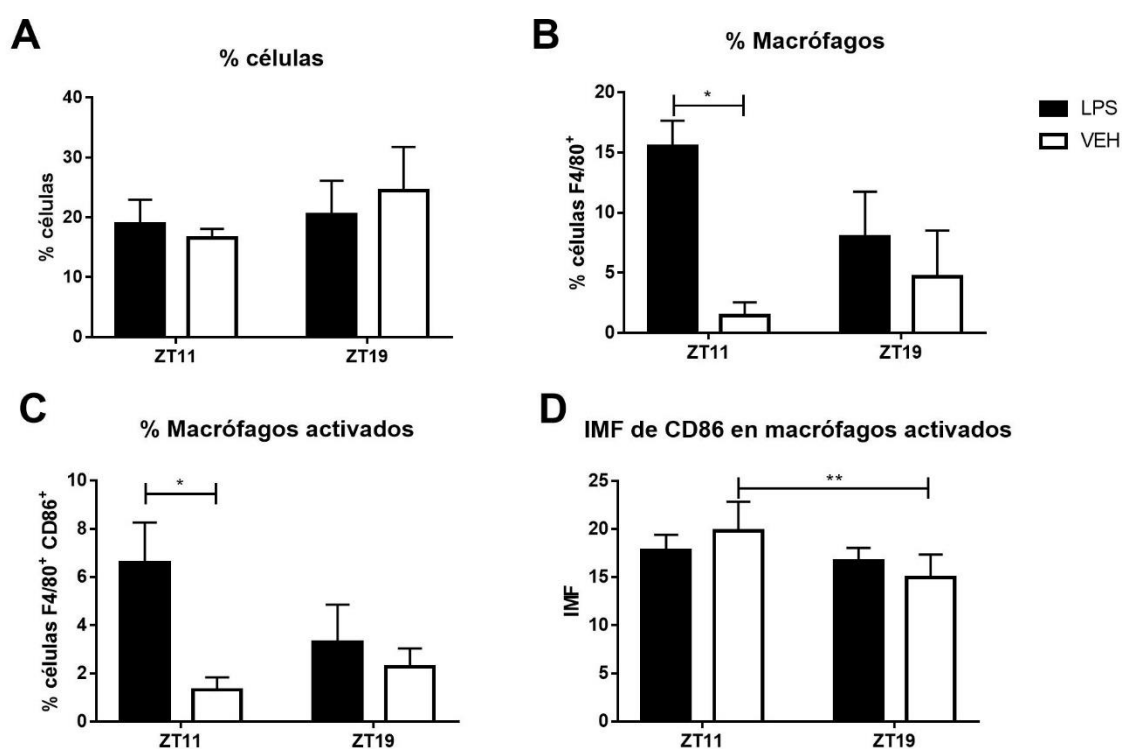 A
% células
% células
40
30
20
10
0
ZT11
ZT19
B
% Macrófagos
% células F4/80⁺
20
15
10
5
0
*
ZT11
ZT19
LPS
VEH
C
% Macrófagos activados
% células F4/80⁺ CD86⁺
10
8
6
4
2
0
*
ZT11
ZT19
D
IMF de CD86 en macrófagos activados
IMF
25
20
15
10
5
0
**
ZT11
ZT19